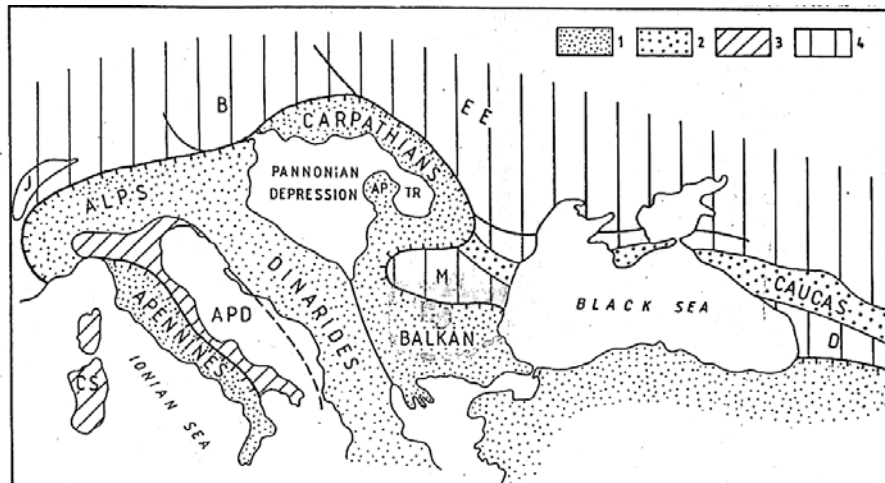 1 2 3 4
B
E E
CARPATHIANS
J
ALPS
PANNONIAN
DEPRESSION
AP
TR
DINARIDES
M
CAUCAS
BLACK SEA
APENNINES
APD
BALKAN
D
CS
IONIAN SEA